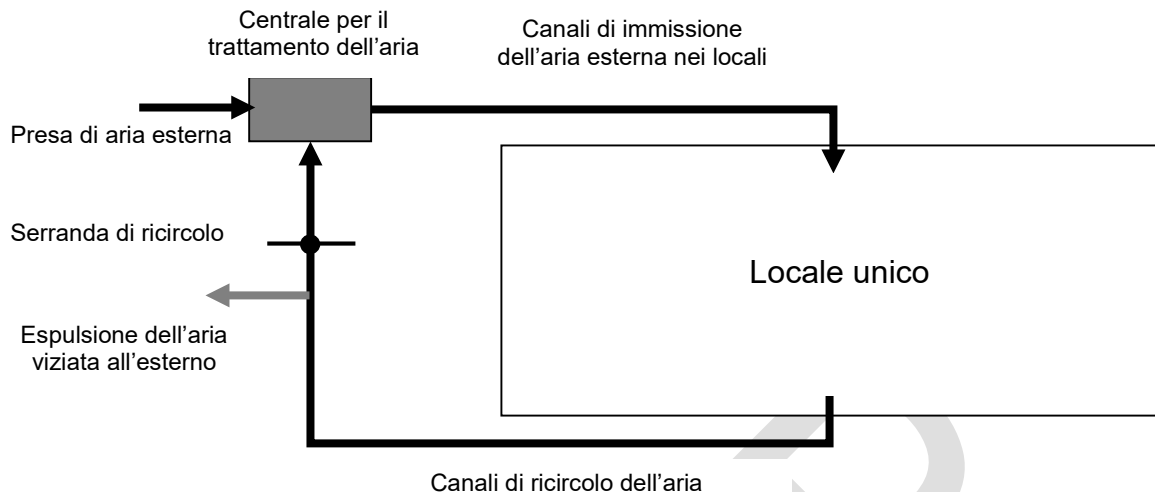 Centrale per il
trattamento dell’aria
Canali di immissione
dell’aria esterna nei locali
Presa di aria esterna
Serranda di ricircolo
Locale unico
Espulsione dell’aria
viziata all’esterno
Canali di ricircolo dell’aria